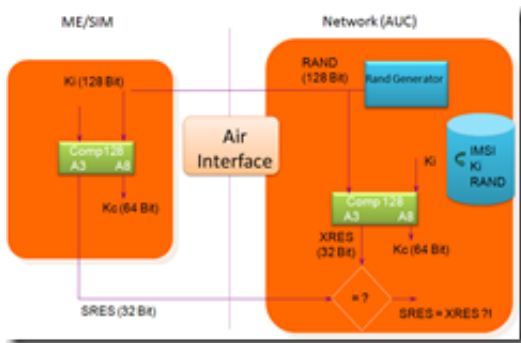 ME/SIM
Network (AUC)
Ki (128 Bit)
RAND
(128 BIT)
Rand Generator
Air
Interface
Comp128
A3 A8
Kc (64 Bit)
IMSI
Ki
RAND
Ki
Comp 128
A3 A8
XRES
(32 Bit)
Kc (64 Bit)
= ?
SRES (32 Bit)
SRES = XRES ?!